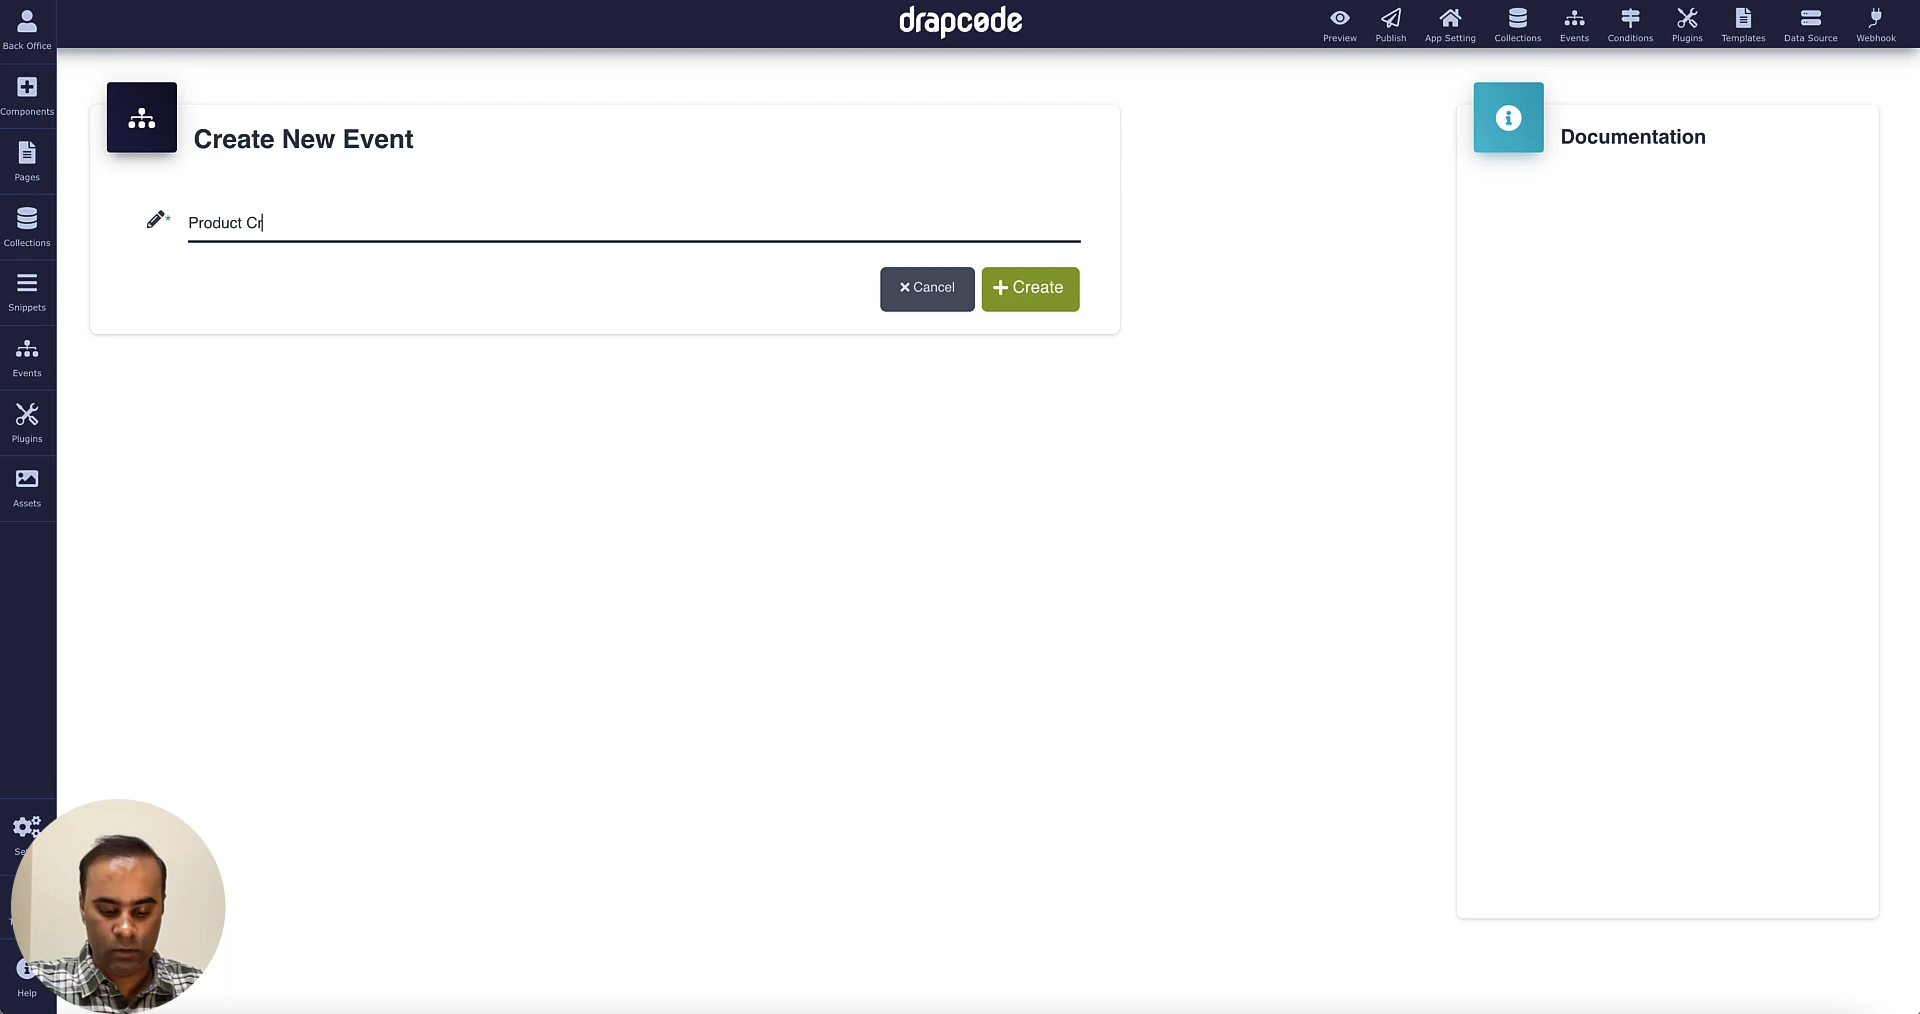 drapcode
Back Office
Components
Pages
Collections
Snippets
Events
Plugins
Assets
Help
Preview
Publish
App Setting
Collections
Events
Conditions
Plugins
Templates
Data Source
Webhook
Create New Event
* Product Cr
Cancel
Create
Documentation